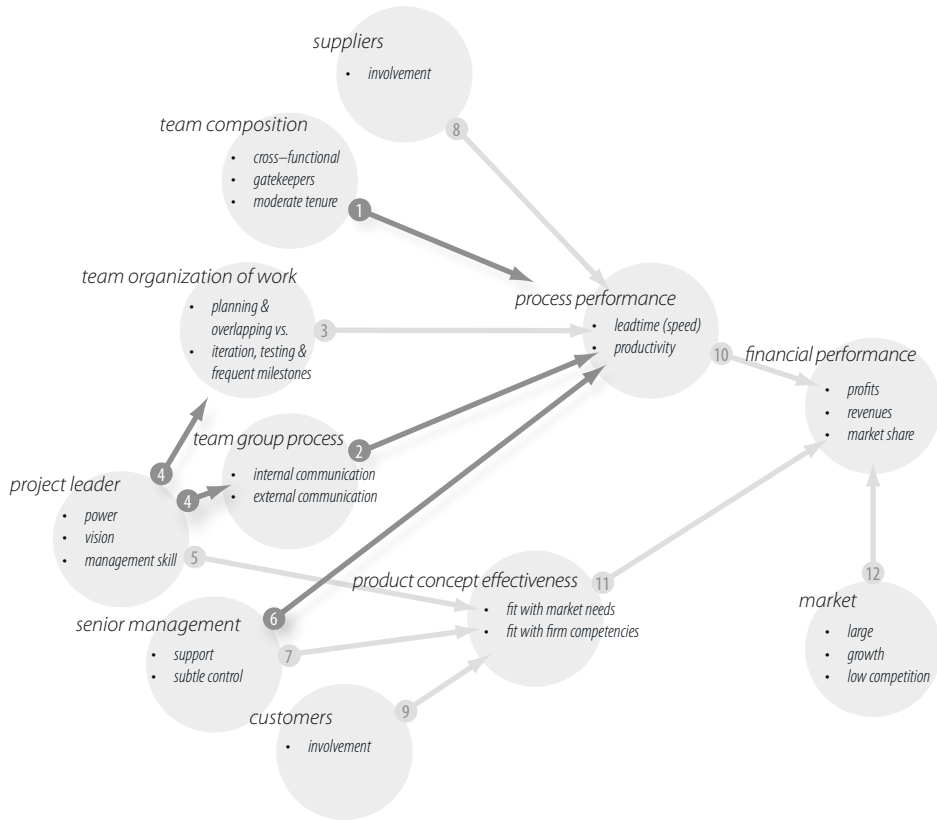 suppliers
• involvement
8
team composition
• cross–functional
• gatekeepers
• moderate tenure
1
team organization of work
• planning &
overlapping vs.
• iteration, testing &
frequent milestones
3
process performance
• leadtime (speed)
• productivity
10
financial performance
• profits
• revenues
• market share
team group process
• internal communication
• external communication
2
4
4
project leader
• power
• vision
• management skill
5
product concept effectiveness
• fit with market needs
• fit with firm competencies
11
12
market
• large
• growth
• low competition
senior management
• support
• subtle control
6
7
customers
• involvement
9